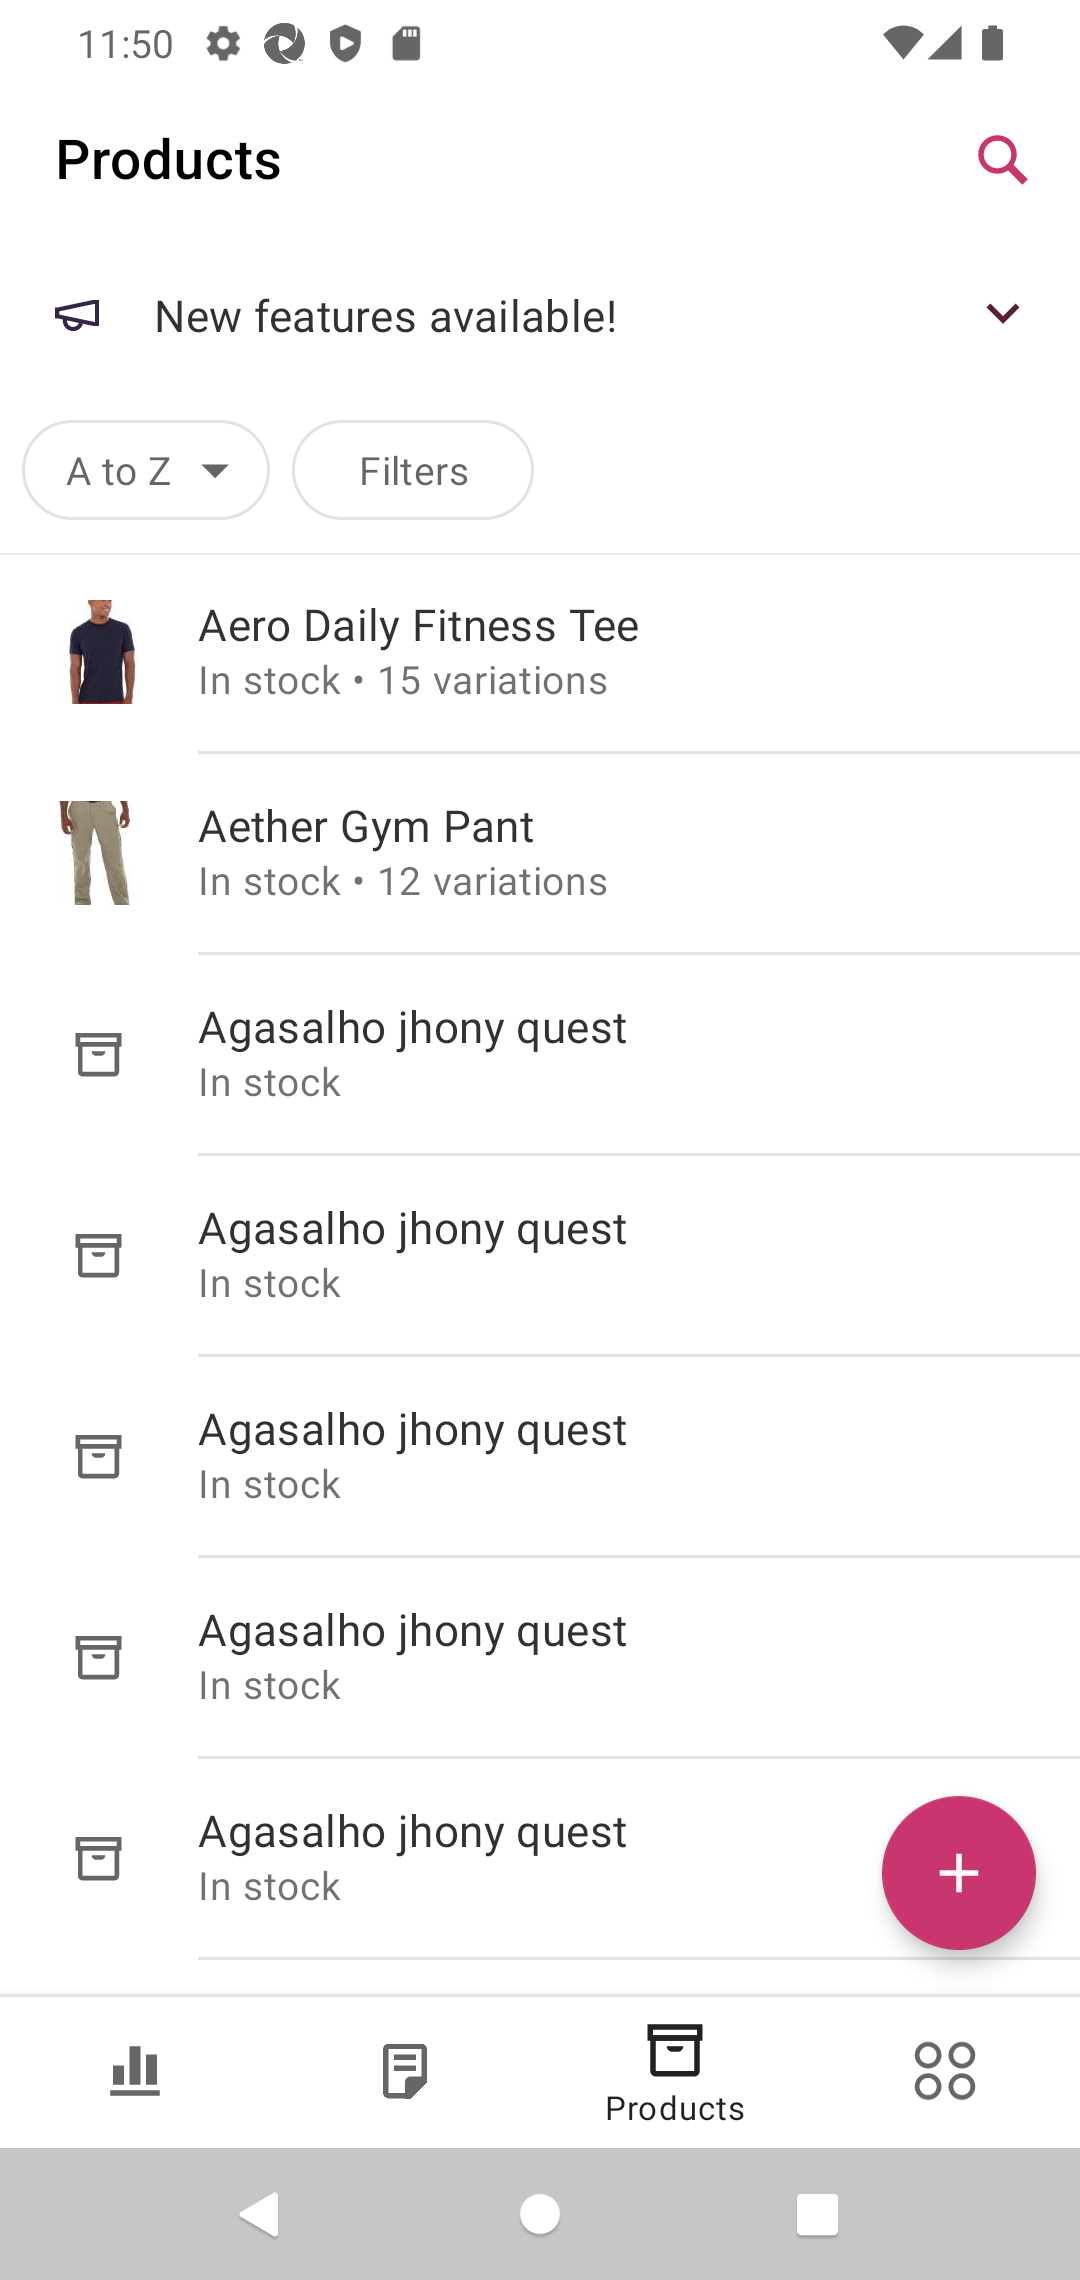 11:50
Products
New features available!
A to Z
Filters
Aero Daily Fitness Tee
In stock • 15 variations
Aether Gym Pant
In stock • 12 variations
Agasalho jhony quest
In stock
Agasalho jhony quest
In stock
Agasalho jhony quest
In stock
Agasalho jhony quest
In stock
Agasalho jhony quest
In stock
Products